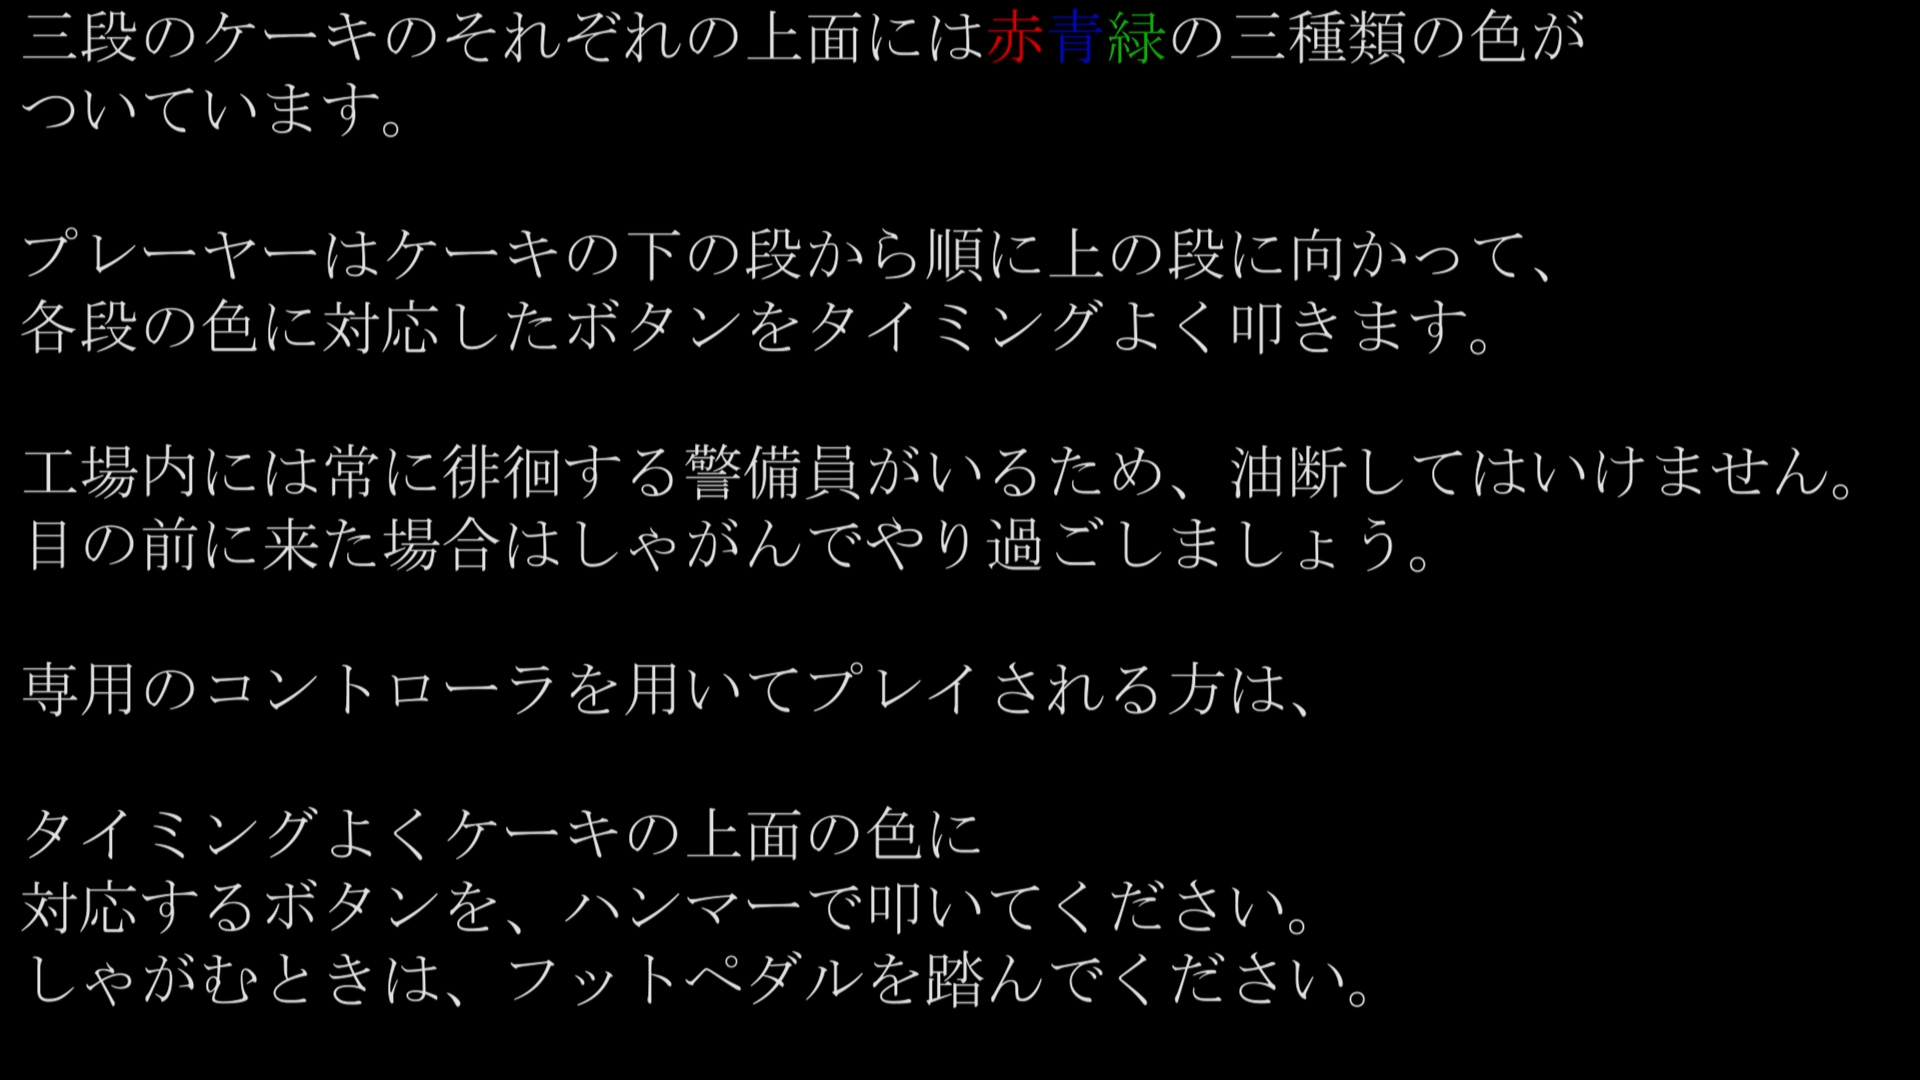 三段のケーキのそれぞれの上面には赤青緑の三種類の色が
ついています。
プレーヤーはケーキの下の段から順に上の段に向かって、
各段の色に対応したボタンをタイミングよく叩きます。
工場内には常に徘徊する警備員がいるため、油断してはいけません。
目の前に来た場合はしゃがんでやり過ごしましょう。
専用のコントローラを用いてプレイされる方は、
タイミングよくケーキの上面の色に
対応するボタンを、ハンマーで叩いてください。
しゃがむときは、フットペダルを踏んでください。